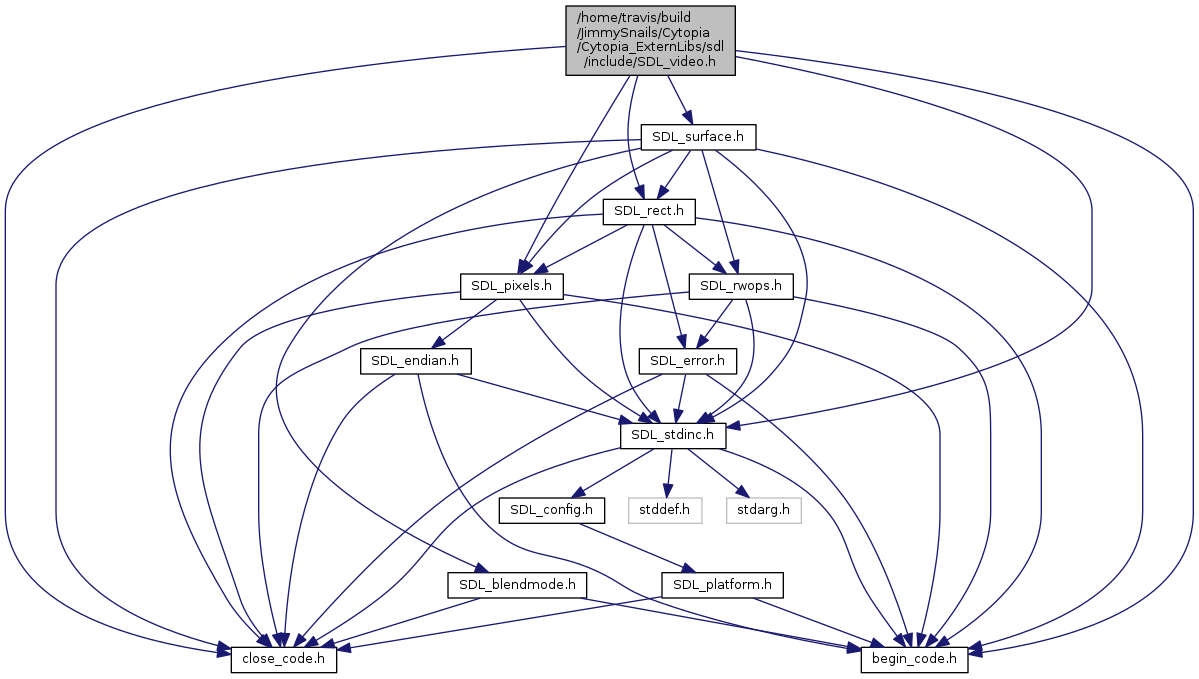 /home/travis/build
/JimmySnails/Cytopia
/Cytopia_ExternLibs/sdl
/include/SDL_video.h
SDL_surface.h
SDL_rect.h
SDL_pixels.h
SDL_rwops.h
SDL_endian.h
SDL_error.h
SDL_stdinc.h
SDL_config.h
stddef.h
stdarg.h
SDL_blendmode.h
SDL_platform.h
close_code.h
begin_code.h